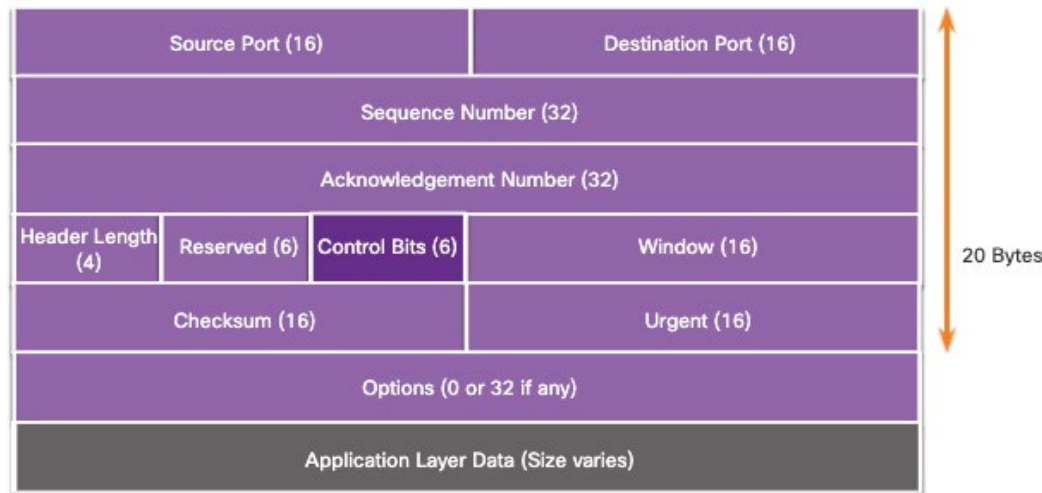 Source Port (16)
Destination Port (16)
Sequence Number (32)
Acknowledgement Number (32)
Header Length
(4)
Reserved (6)
Control Bits (6)
Window (16)
20 Bytes
Checksum (16)
Urgent (16)
Options (0 or 32 if any)
Application Layer Data (Size varies)